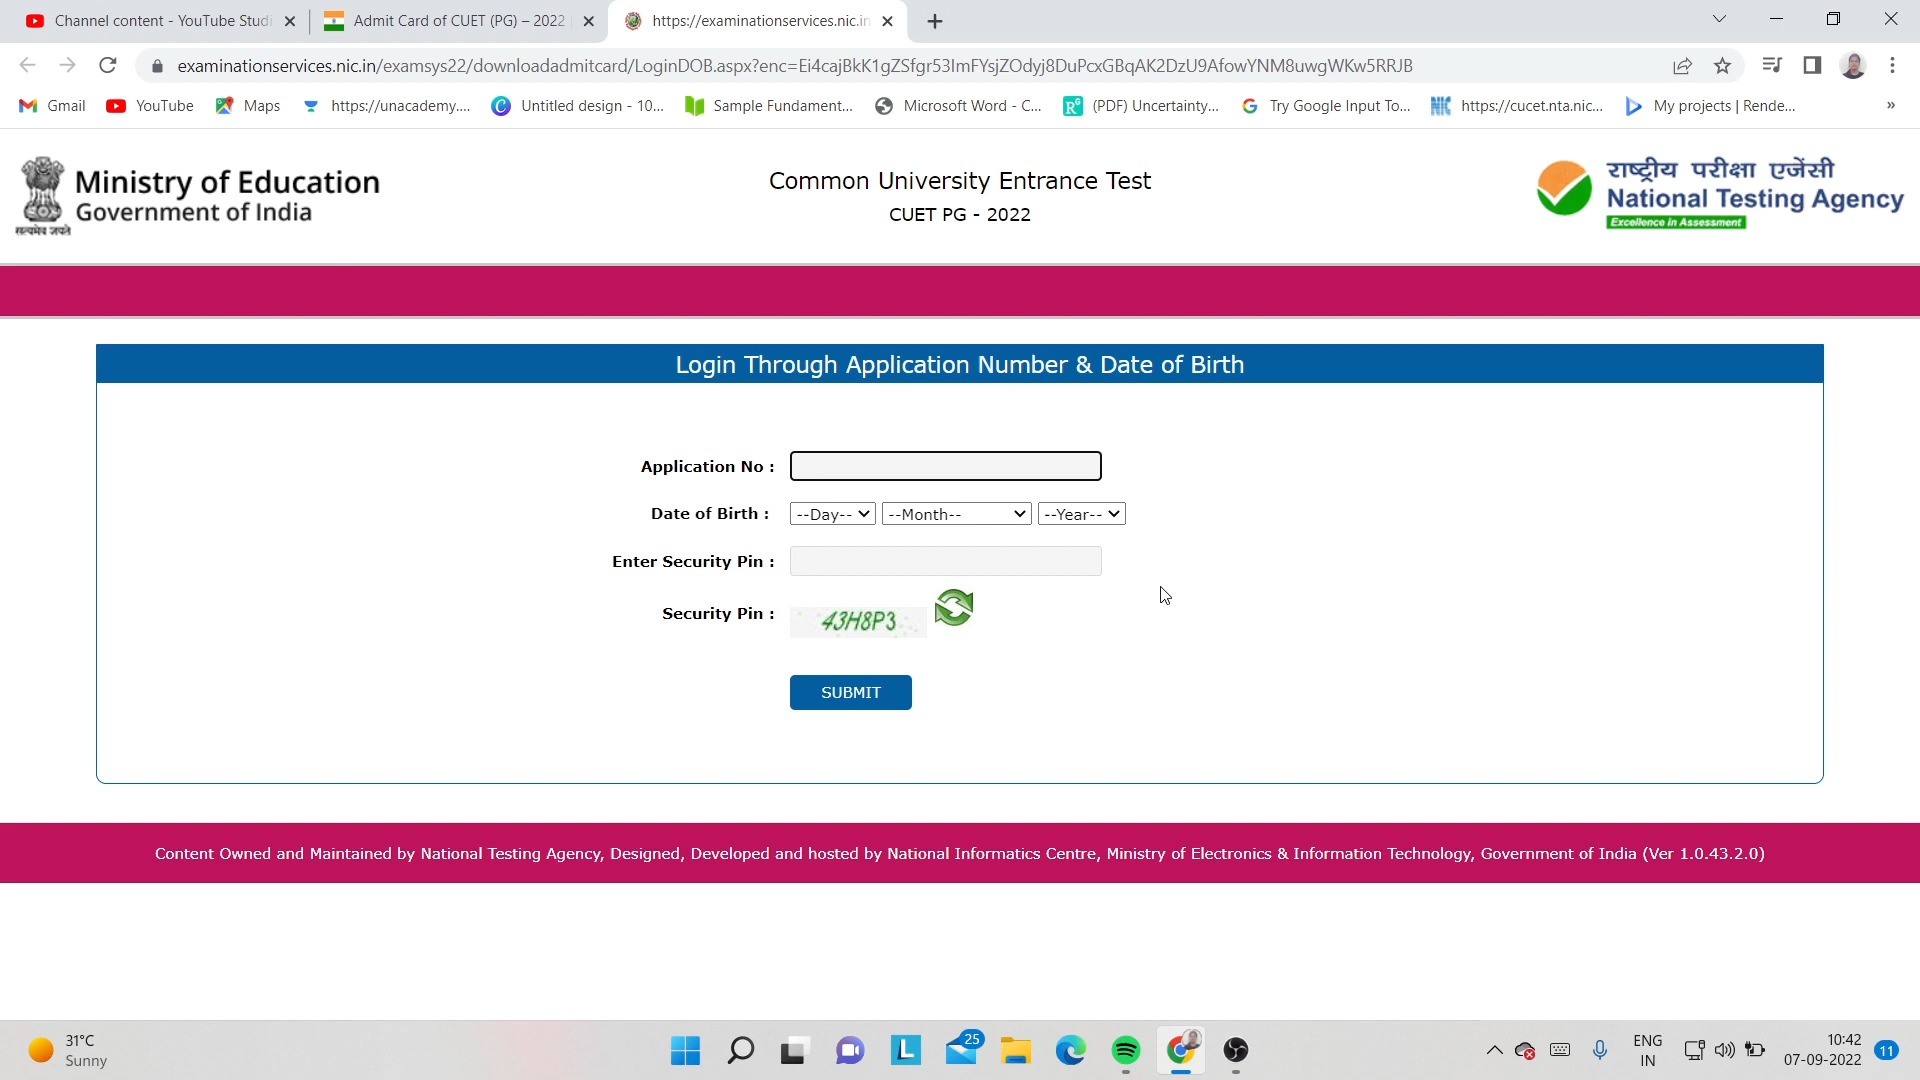 Channel content - YouTube Studi
Admit Card of CUET (PG) – 2022
https://examinationservices.nic.in
examinationservices.nic.in/examsys22/downloadadmitcard/LoginDOB.aspx?enc=Ei4cajBkK1gZSfgr53ImFYsjZOdyj8DuPcxGBqAK2DzU9AfowYNM8uwgWKw5RRJB
Gmail
YouTube
Maps
https://unacademy....
Untitled design - 10...
Sample Fundament...
Microsoft Word - C...
(PDF) Uncertainty...
Try Google Input To...
https://cucet.nta.nic...
My projects | Rende...
»
सत्यमेव जयते
Ministry of Education
Government of India
Common University Entrance Test
CUET PG - 2022
राष्ट्रीय परीक्षा एजेंसी
National Testing Agency
Excellence in Assessment
Login Through Application Number & Date of Birth
Application No :
Date of Birth : --Day-- --Month-- --Year--
Enter Security Pin :
Security Pin : 43H8P3
SUBMIT
Content Owned and Maintained by National Testing Agency, Designed, Developed and hosted by National Informatics Centre, Ministry of Electronics & Information Technology, Government of India (Ver 1.0.43.2.0)
31°C
Sunny
25
ENG
IN
10:42
07-09-2022
11